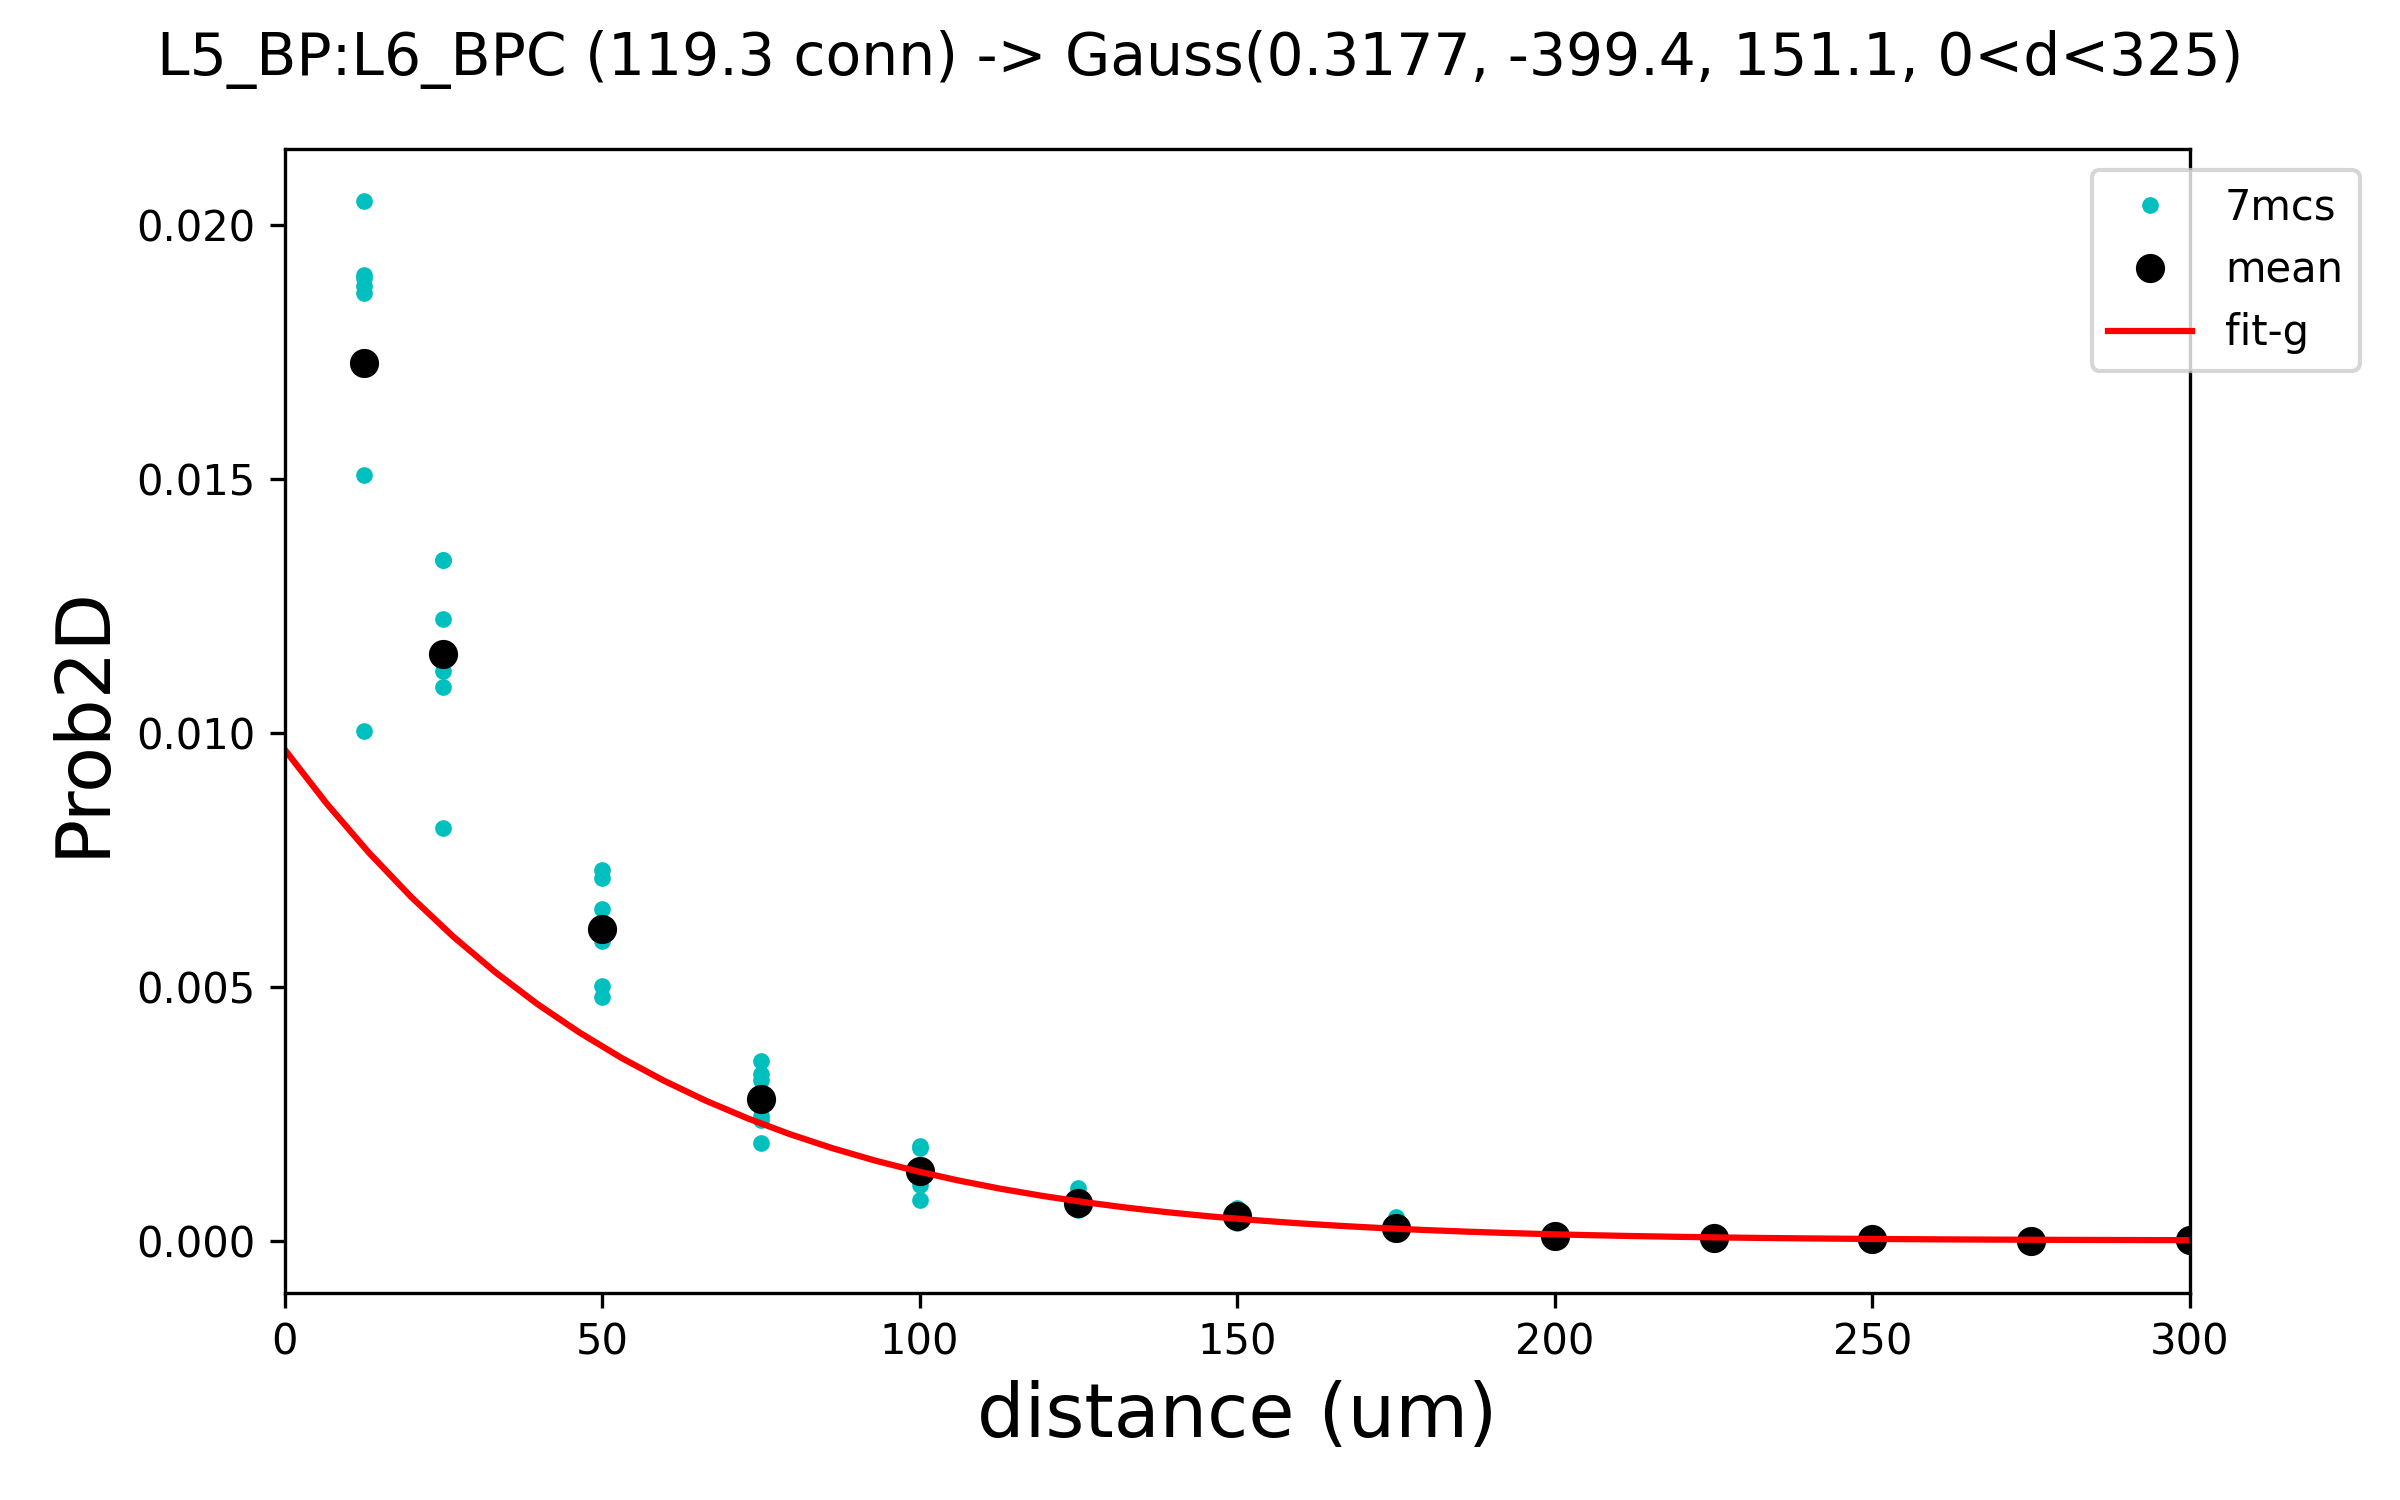 L5_BP:L6_BPC (119.3 conn) -> Gauss(0.3177, -399.4, 151.1, 0<d<325)
7mcs
mean
fit-g
Prob2D
0.020
0.015
0.010
0.005
0.000
0
50
100
150
200
250
300
distance (um)